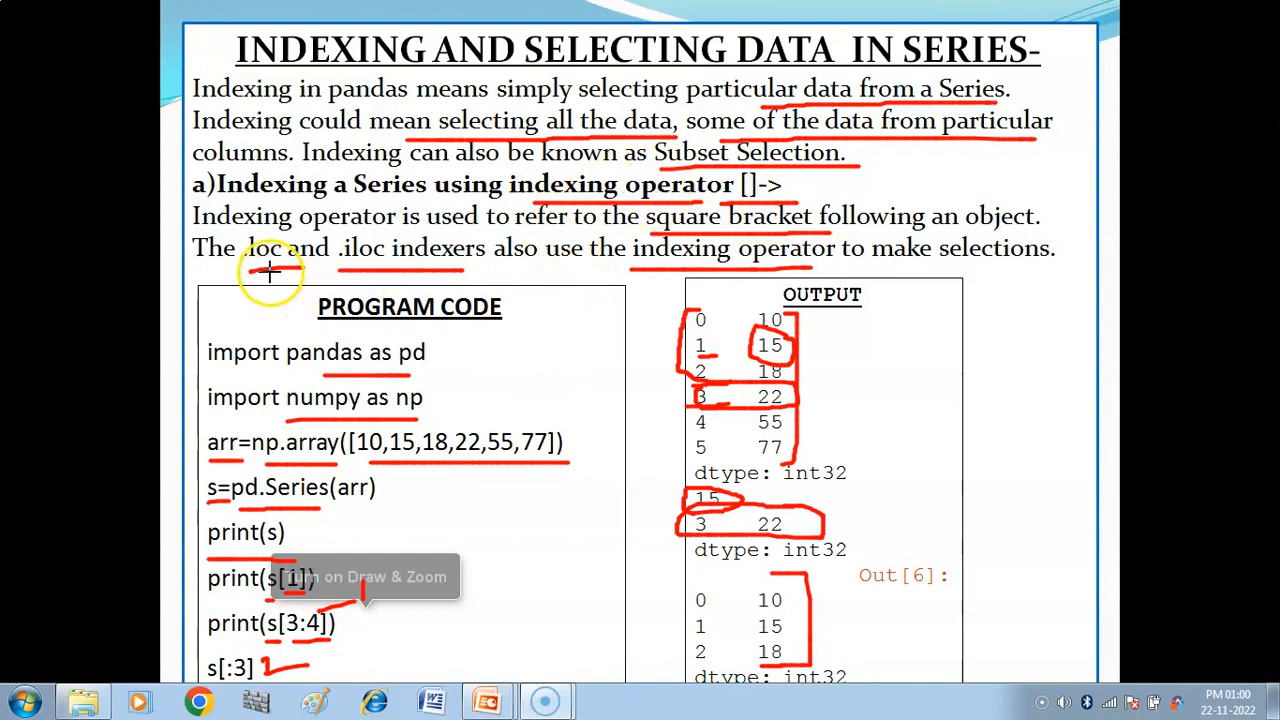 INDEXING AND SELECTING DATA IN SERIES-
Indexing in pandas means simply selecting particular data from a Series.
Indexing could mean selecting all the data, some of the data from particular
columns. Indexing can also be known as Subset Selection.
a)Indexing a Series using indexing operator []->
Indexing operator is used to refer to the square bracket following an object.
The .loc and .iloc indexers also use the indexing operator to make selections.
PROGRAM CODE
import pandas as pd
import numpy as np
arr=np.array([10,15,18,22,55,77])
s=pd.Series(arr)
print(s)
print(s[1])
Turn on Draw & Zoom
print(s[3:4])
s[:3]
OUTPUT
0 10
1 15
2 18
3 22
4 55
5 77
dtype: int32
15
3 22
dtype: int32
Out[6]:
0 10
1 15
2 18
dtype: int32
PM 01:00
22-11-2022